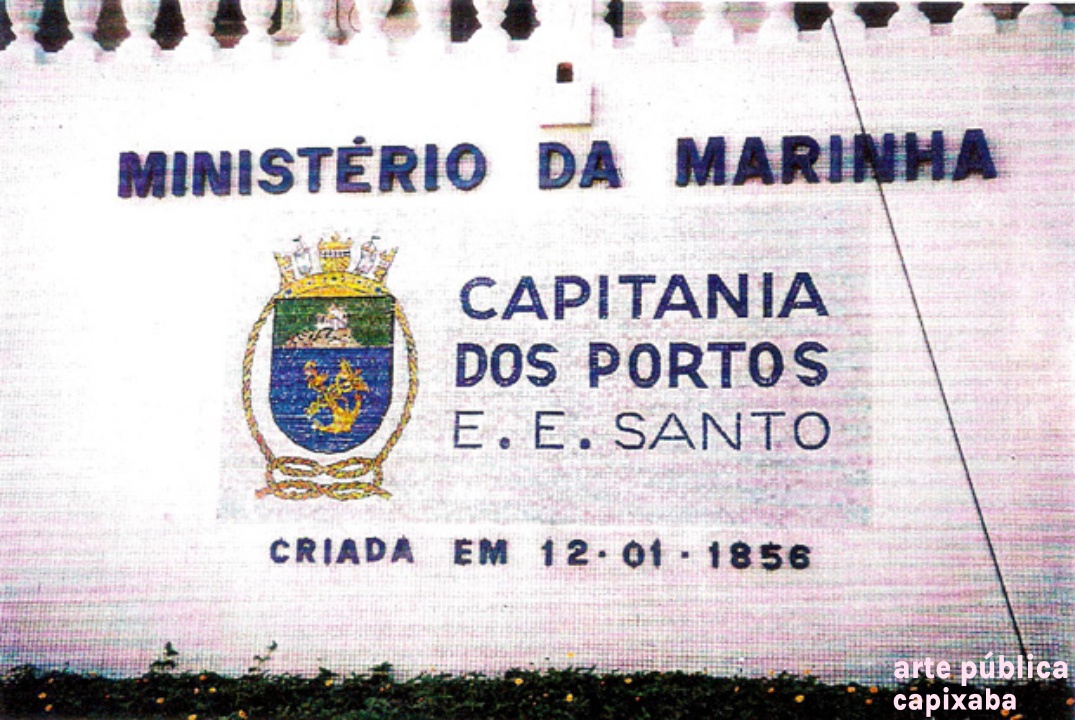 MINISTÉRIO DA MARINHA
CAPITANIA
DOS PORTOS
E. E. SANTO
CRIADA EM 12·01·1856
arte pública
capixaba